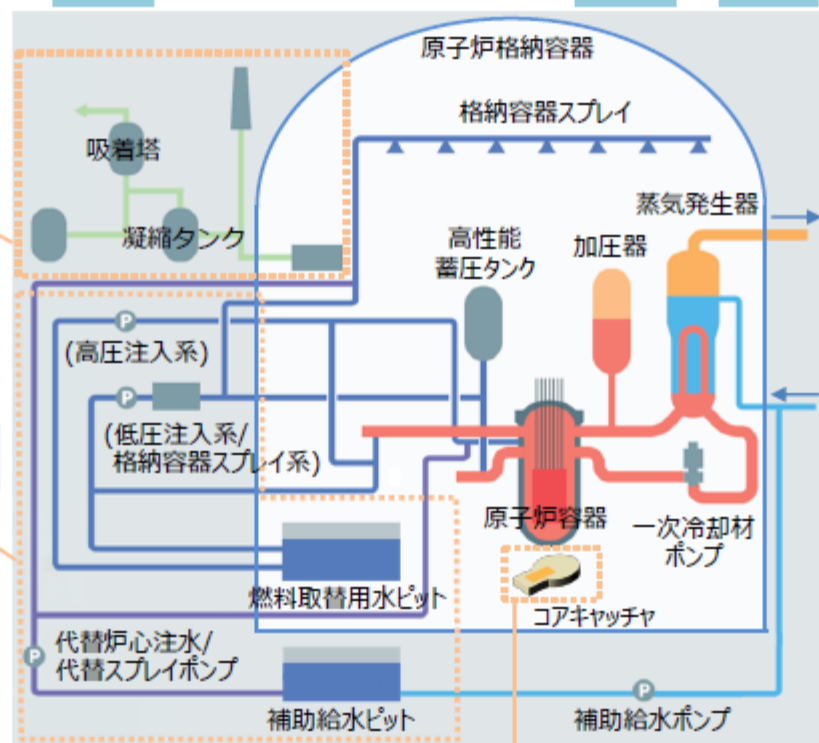 原子炉格納容器
格納容器スプレイ
吸着塔
凝縮タンク
蒸気発生器
高性能
蓄圧タンク
加圧器
P
(高圧注入系)
P
(低圧注入系/
格納容器スプレイ系)
原子炉容器
一次冷却材
ポンプ
燃料取替用水ピット
コアキャッチャ
P
代替炉心注水/
代替スプレイポンプ
補助給水ピット
P
補助給水ポンプ